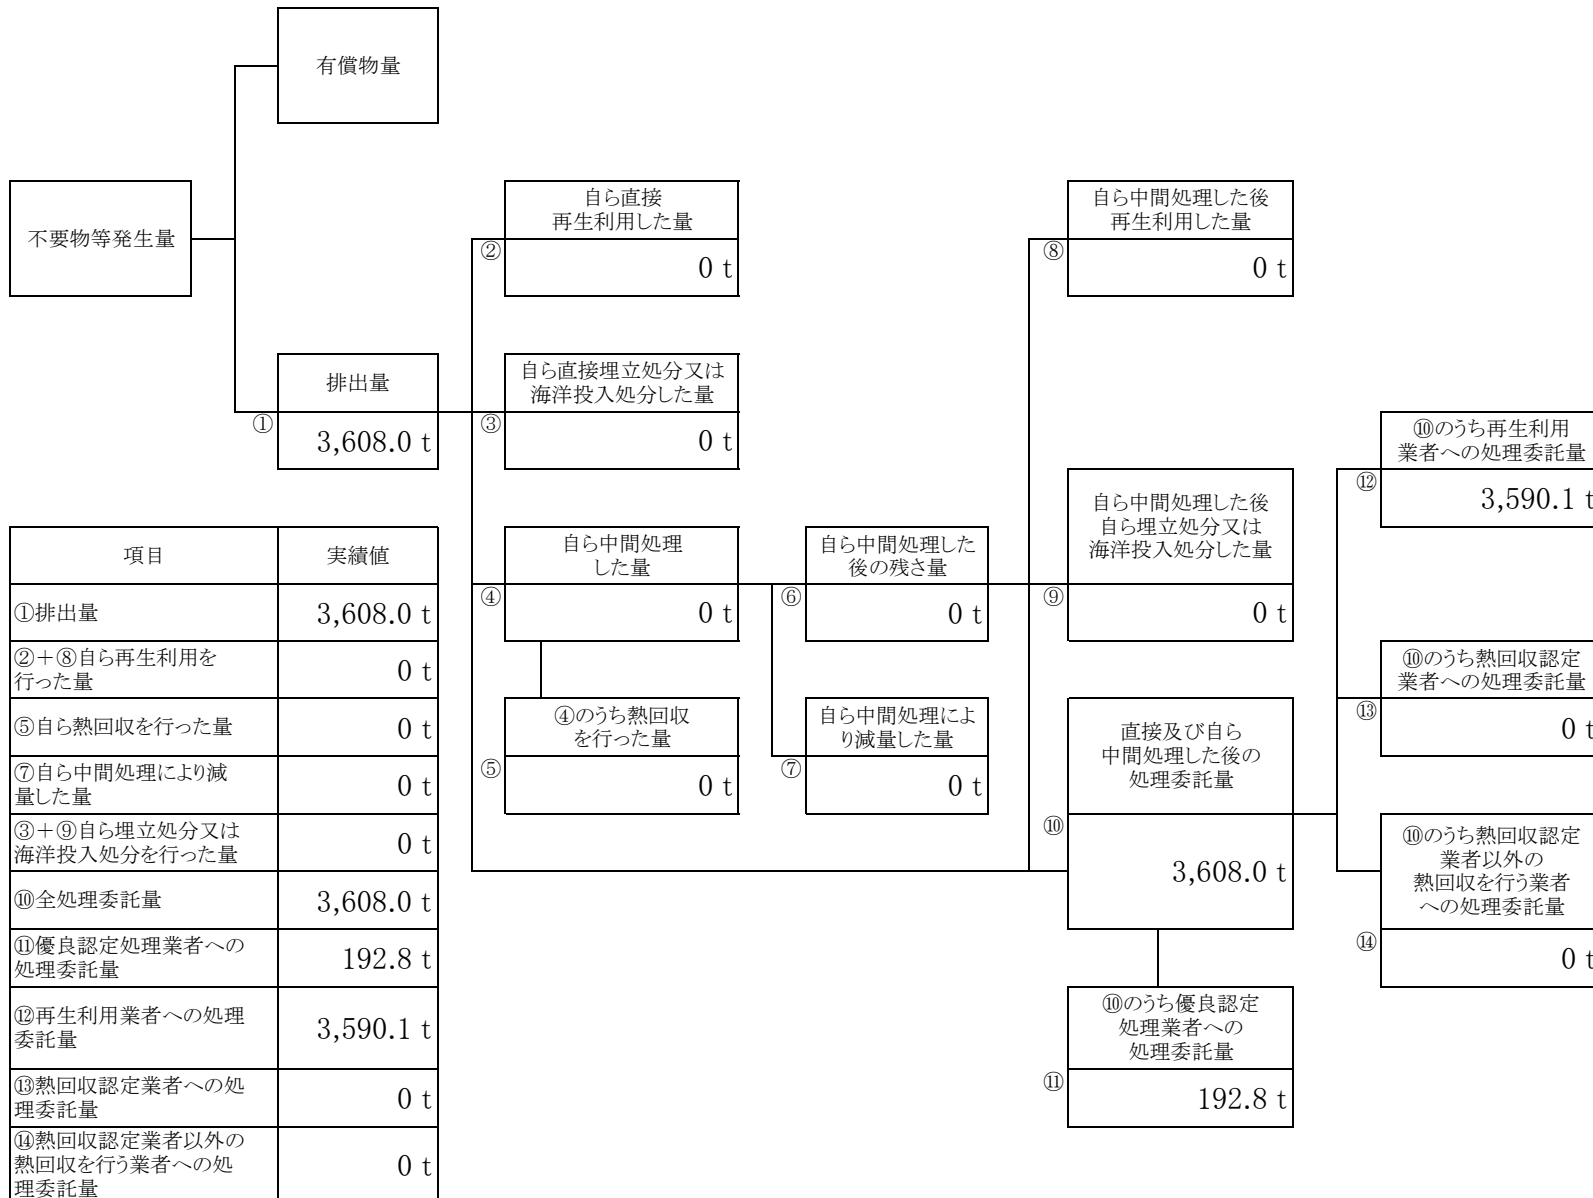 有償物量
不要物等発生量
自ら直接
再生利用した量
②
0 t
自ら中間処理した後
再生利用した量
⑧
0 t
排出量
①
3,608.0 t
自ら直接埋立処分又は
海洋投入処分した量
③
0 t
⑩のうち再生利用
業者への処理委託量
⑫
3,590.1 t
自ら中間処理
した量
④
0 t
自ら中間処理した
後の残さ量
⑥
0 t
自ら中間処理した後
自ら埋立処分又は
海洋投入処分した量
⑨
0 t
⑩のうち熱回収認定
業者への処理委託量
⑬
0 t
④のうち熱回収
を行った量
⑤
0 t
自ら中間処理によ
り減量した量
⑦
0 t
直接及び自ら
中間処理した後の
処理委託量
⑩
3,608.0 t
⑩のうち熱回収認定
業者以外の
熱回収を行う業者
への処理委託量
⑭
0 t
⑩のうち優良認定
処理業者への
処理委託量
⑪
192.8 t
項目 実績値
①排出量 3,608.0 t
②＋⑧自ら再生利用を
行った量 0 t
⑤自ら熱回収を行った量 0 t
⑦自ら中間処理により減
量した量 0 t
③＋⑨自ら埋立処分又は
海洋投入処分を行った量 0 t
⑩全処理委託量 3,608.0 t
⑪優良認定処理業者への
処理委託量 192.8 t
⑫再生利用業者への処理
委託量 3,590.1 t
⑬熱回収認定業者への処
理委託量 0 t
⑭熱回収認定業者以外の
熱回収を行う業者への処
理委託量 0 t